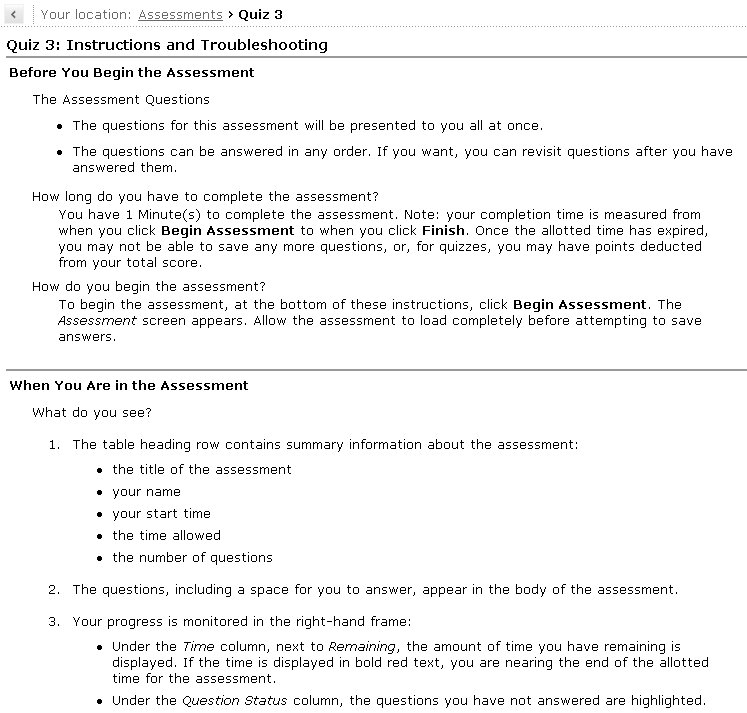 Your location: Assessments › Quiz 3
Quiz 3: Instructions and Troubleshooting
Before You Begin the Assessment
The Assessment Questions
• The questions for this assessment will be presented to you all at once.
• The questions can be answered in any order. If you want, you can revisit questions after you have
answered them.
How long do you have to complete the assessment?
You have 1 Minute(s) to complete the assessment. Note: your completion time is measured from
when you click Begin Assessment to when you click Finish. Once the allotted time has expired,
you may not be able to save any more questions, or, for quizzes, you may have points deducted
from your total score.
How do you begin the assessment?
To begin the assessment, at the bottom of these instructions, click Begin Assessment. The
Assessment screen appears. Allow the assessment to load completely before attempting to save
answers.
When You Are in the Assessment
What do you see?
1. The table heading row contains summary information about the assessment:
• the title of the assessment
• your name
• your start time
• the time allowed
• the number of questions
2. The questions, including a space for you to answer, appear in the body of the assessment.
3. Your progress is monitored in the right-hand frame:
• Under the Time column, next to Remaining, the amount of time you have remaining is
displayed. If the time is displayed in bold red text, you are nearing the end of the allotted
time for the assessment.
• Under the Question Status column, the questions you have not answered are highlighted.